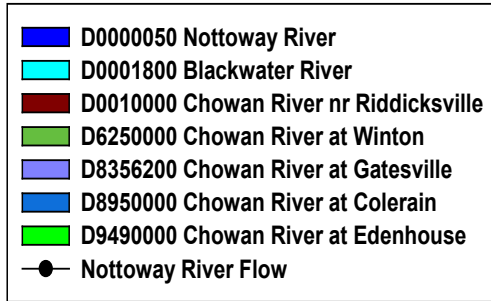 D0000050 Nottoway River
D0001800 Blackwater River
D0010000 Chowan River nr Riddicksville
D6250000 Chowan River at Winton
D8356200 Chowan River at Gatesville
D8950000 Chowan River at Colerain
D9490000 Chowan River at Edenhouse
Nottoway River Flow